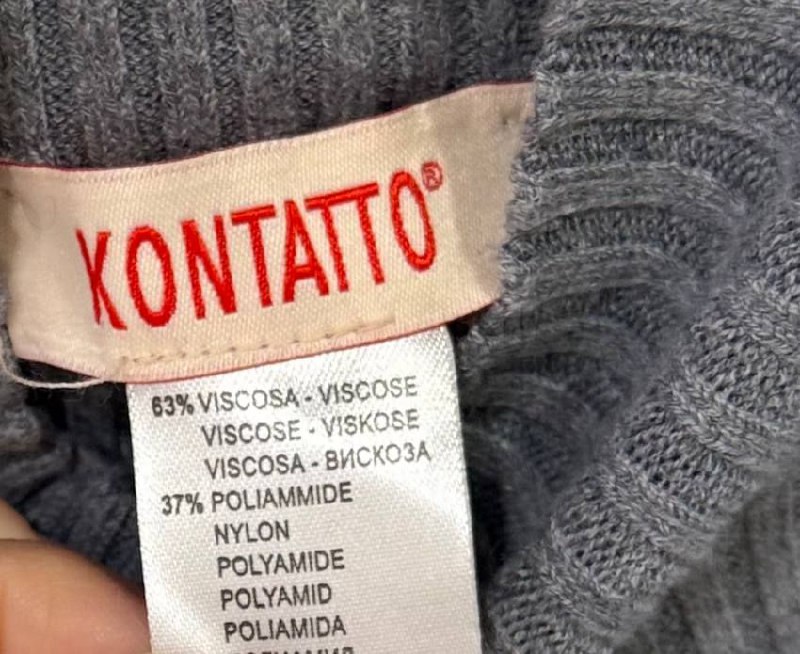 KONTATTO®
63% VISCOSA - VISCOSE
VISCOSE - VISKOSE
VISCOSA - ВИСКОЗА
37% POLIAMMIDE
NYLON
POLYAMIDE
POLYAMID
POLIAMIDA